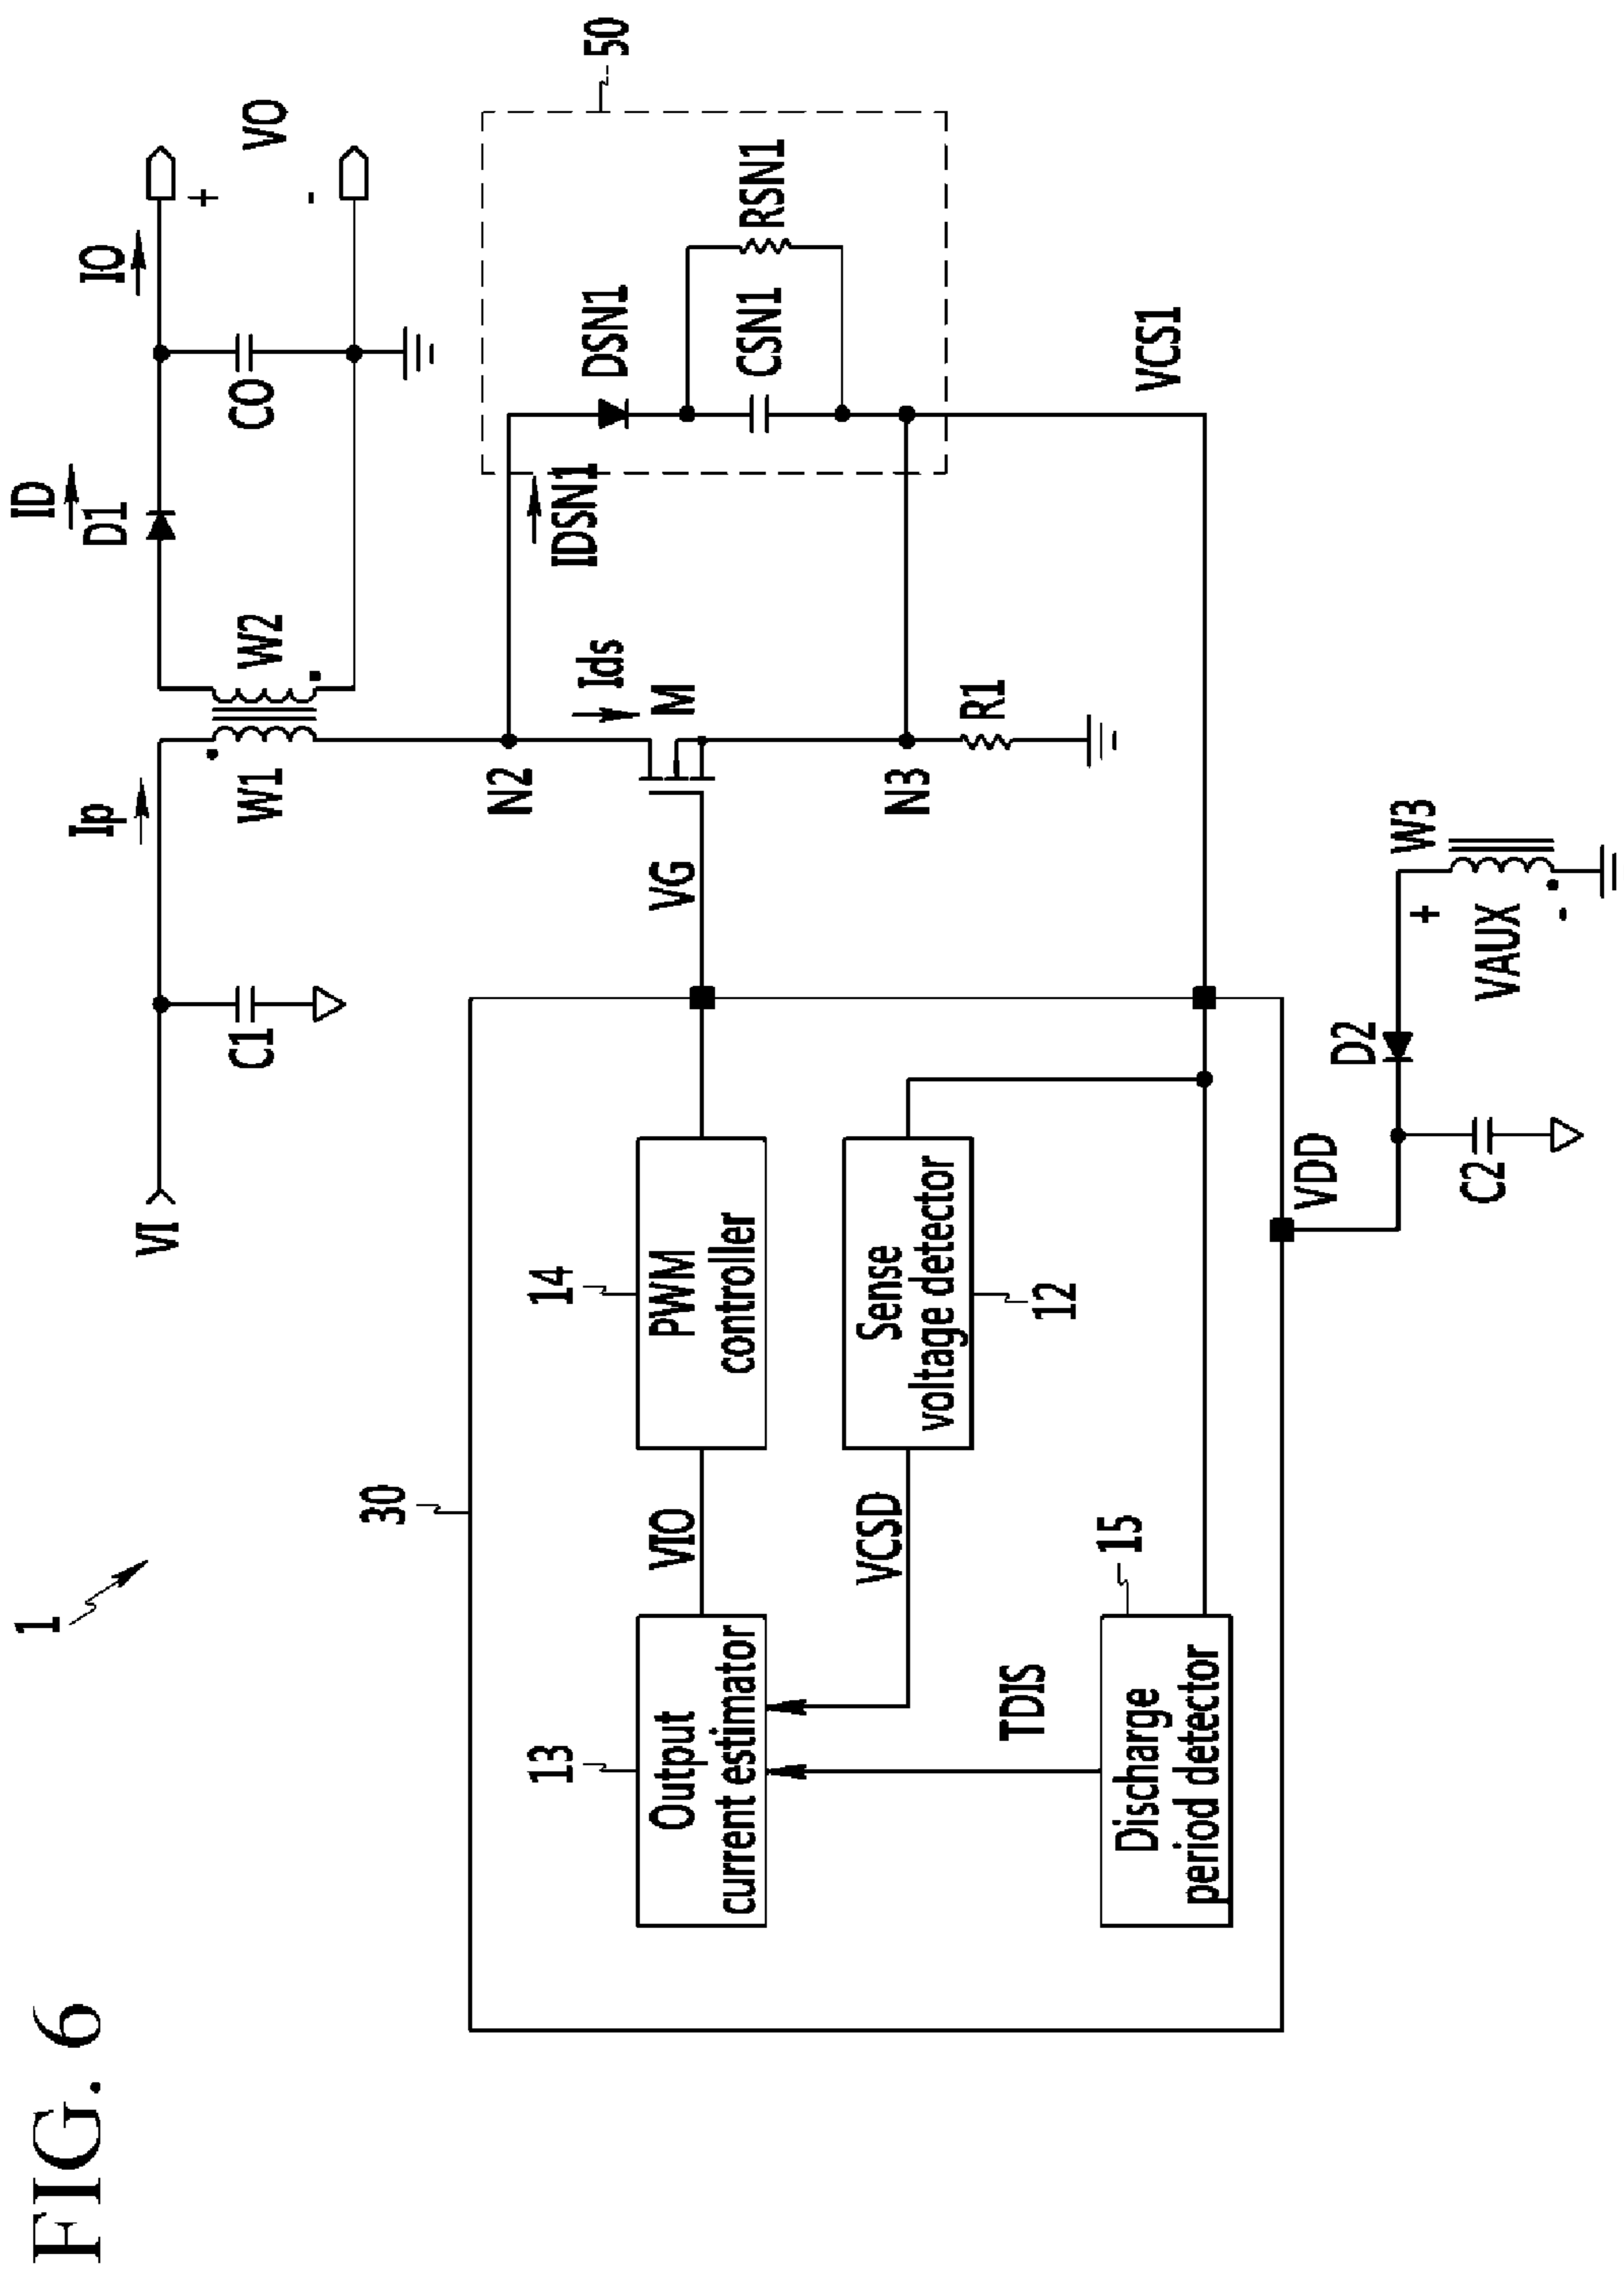 FIG. 6
1
VI
C1
Ip
W1
W2
ID
D1
IO
CO
+
VO
-
30
13
Output
current estimator
VIO
14
PWM
controller
VG
N2
Ids
M
N3
R1
IDSN1
50
DSN1
CSN1
RSN1
VCS1
VCSD
Sense
voltage detector
12
TDIS
15
Discharge
period detector
VDD
C2
D2
+
VAUX
-
W3